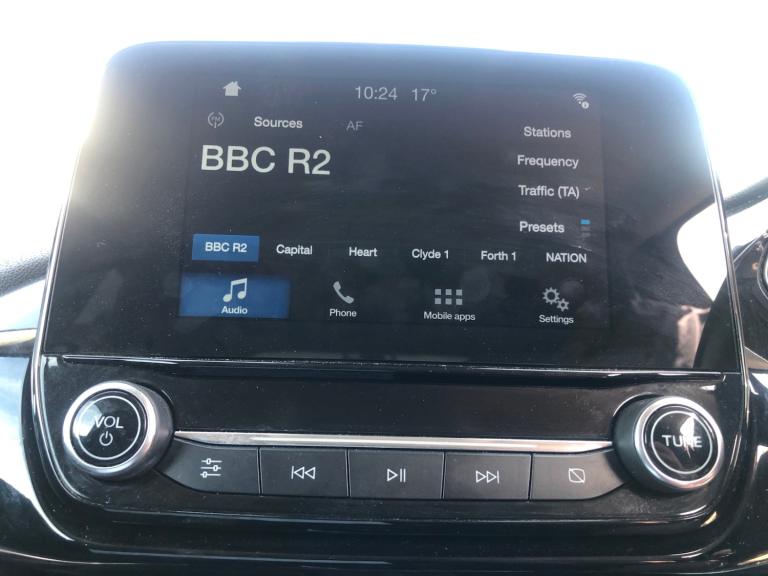 10:24 17°
FM Sources AF
Stations
BBC R2
Frequency
Traffic (TA)
Presets
BBC R2 Capital Heart Clyde 1 Forth 1 NATION
Audio Phone Mobile apps Settings
VOL TUNE